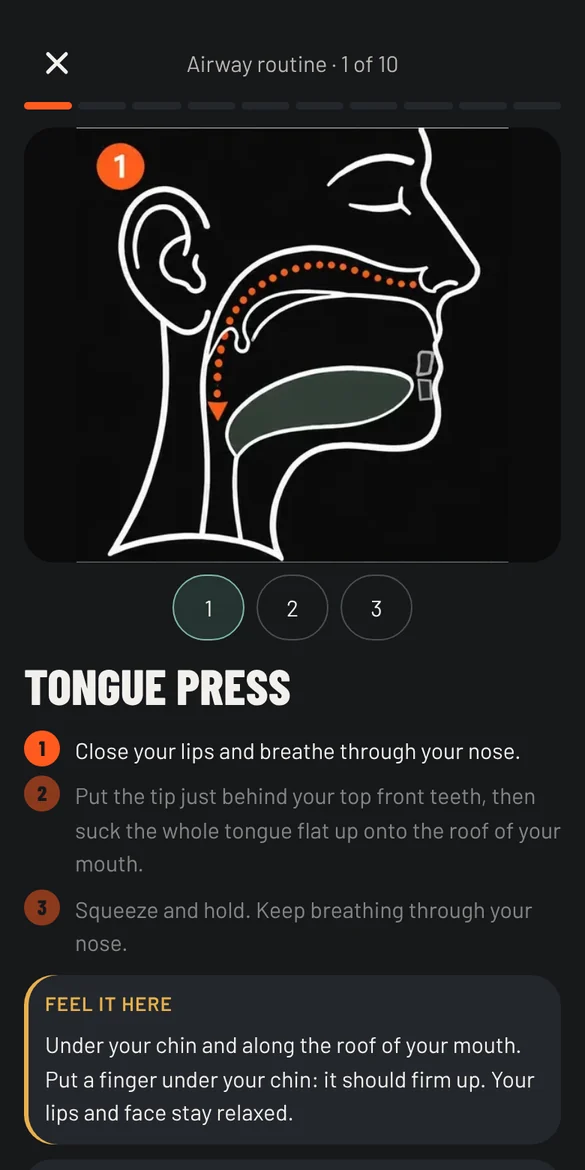 Airway routine · 1 of 10
1
1
2
3
TONGUE PRESS
1 Close your lips and breathe through your nose.
2 Put the tip just behind your top front teeth, then
suck the whole tongue flat up onto the roof of your
mouth.
3 Squeeze and hold. Keep breathing through your
nose.
FEEL IT HERE
Under your chin and along the roof of your mouth.
Put a finger under your chin: it should firm up. Your
lips and face stay relaxed.